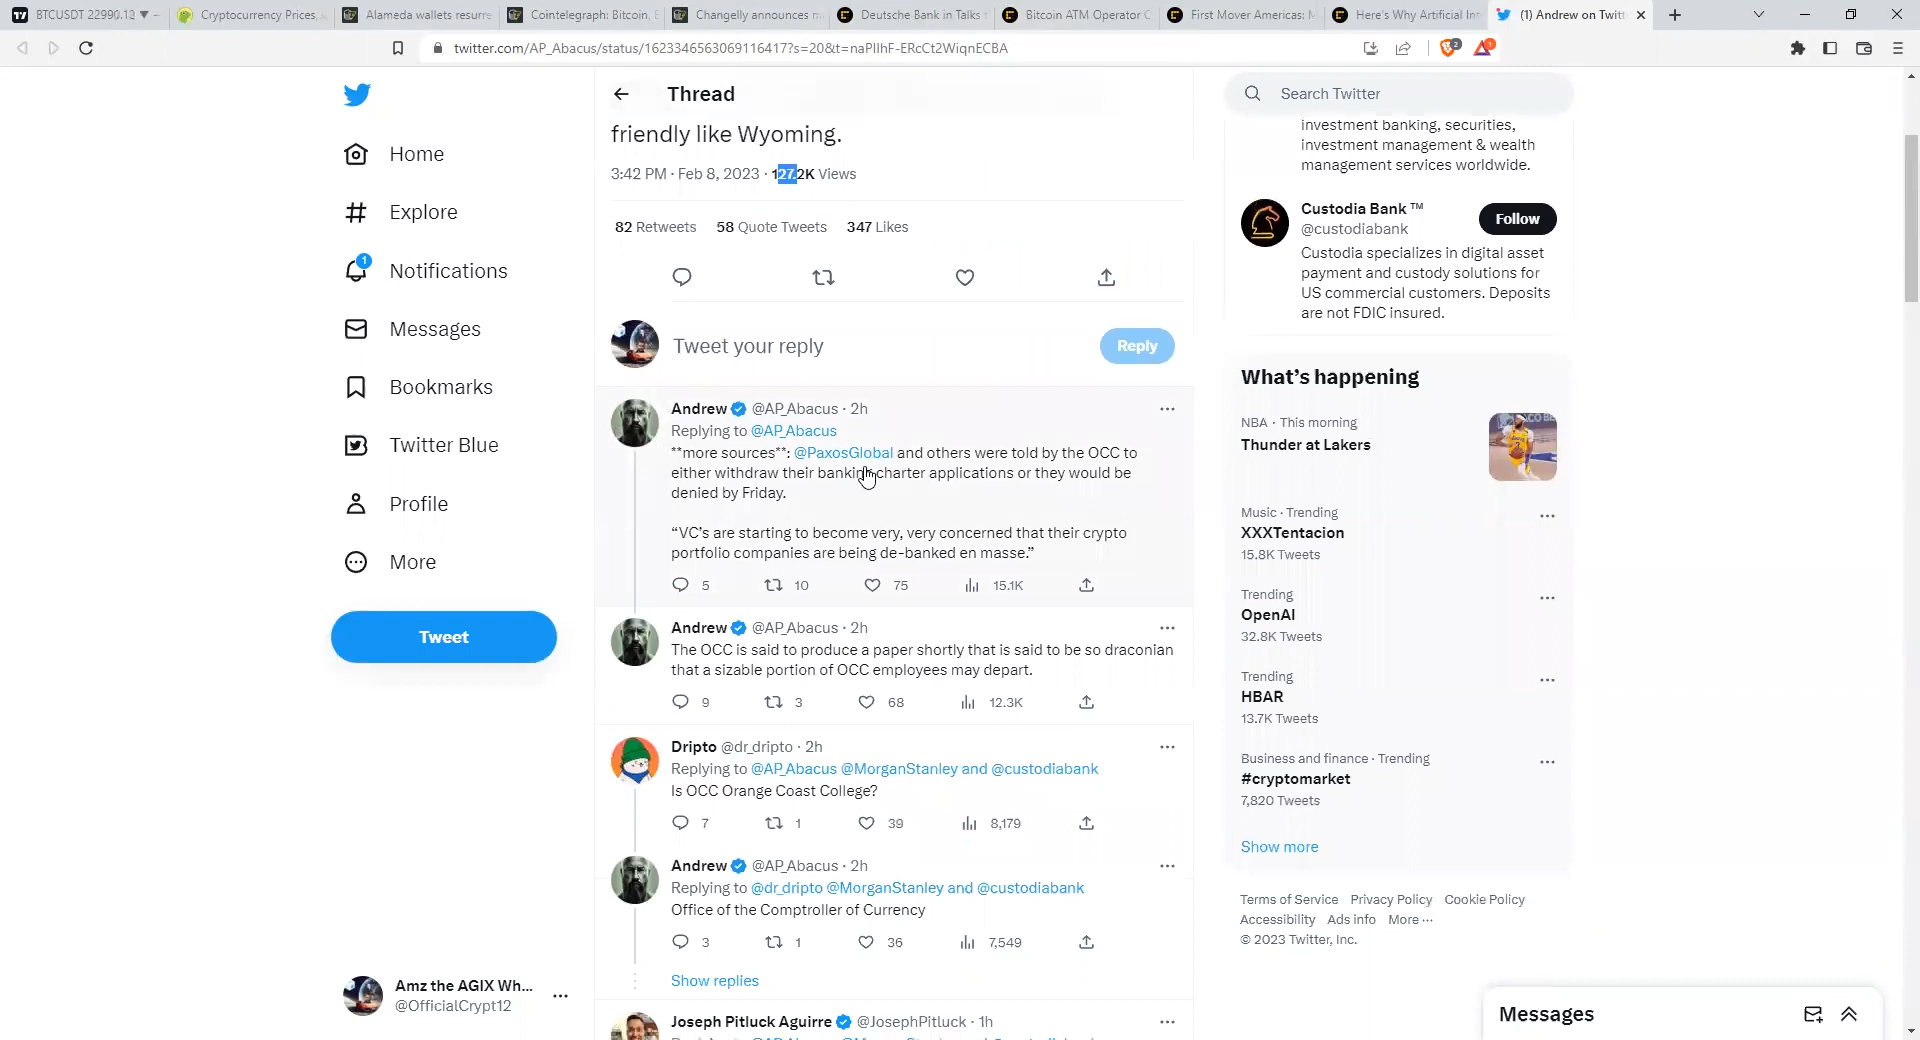 BTCUSDT 22990.12 ▼ –
Cryptocurrency Prices,
Alameda wallets resurre
Cointelegraph: Bitcoin, E
Changelly announces m
Deutsche Bank in Talks t
Bitcoin ATM Operator C
First Mover Americas: M
Here's Why Artificial Int
(1) Andrew on Twitt
twitter.com/AP_Abacus/status/1623346563069116417?s=20&t=naPIIhF-ERcCt2WiqnECBA
2
1
Home
Explore
1
Notifications
Messages
Bookmarks
Twitter Blue
Profile
More
Tweet
Amz the AGIX Wh...
@OfficialCrypt12
Thread
friendly like Wyoming.
3:42 PM · Feb 8, 2023 · 127.2K Views
82 Retweets 58 Quote Tweets 347 Likes
Tweet your reply
Reply
Andrew @AP_Abacus · 2h
Replying to @AP_Abacus
**more sources**: @PaxosGlobal and others were told by the OCC to
either withdraw their banking charter applications or they would be
denied by Friday.
“VC’s are starting to become very, very concerned that their crypto
portfolio companies are being de-banked en masse.”
5 10 75 15.1K
Andrew @AP_Abacus · 2h
The OCC is said to produce a paper shortly that is said to be so draconian
that a sizable portion of OCC employees may depart.
9 3 68 12.3K
Dripto @dr_dripto · 2h
Replying to @AP_Abacus @MorganStanley and @custodiabank
Is OCC Orange Coast College?
7 1 39 8,179
Andrew @AP_Abacus · 2h
Replying to @dr_dripto @MorganStanley and @custodiabank
Office of the Comptroller of Currency
3 1 36 7,549
Show replies
Joseph Pitluck Aguirre @JosephPitluck · 1h
Search Twitter
investment banking, securities,
investment management & wealth
management services worldwide.
Custodia Bank ™
@custodiabank
Follow
Custodia specializes in digital asset
payment and custody solutions for
US commercial customers. Deposits
are not FDIC insured.
What’s happening
NBA · This morning
Thunder at Lakers
Music · Trending
XXXTentacion
15.8K Tweets
Trending
OpenAI
32.8K Tweets
Trending
HBAR
13.7K Tweets
Business and finance · Trending
#cryptomarket
7,820 Tweets
Show more
Terms of Service Privacy Policy Cookie Policy
Accessibility Ads info More ···
© 2023 Twitter, Inc.
Messages